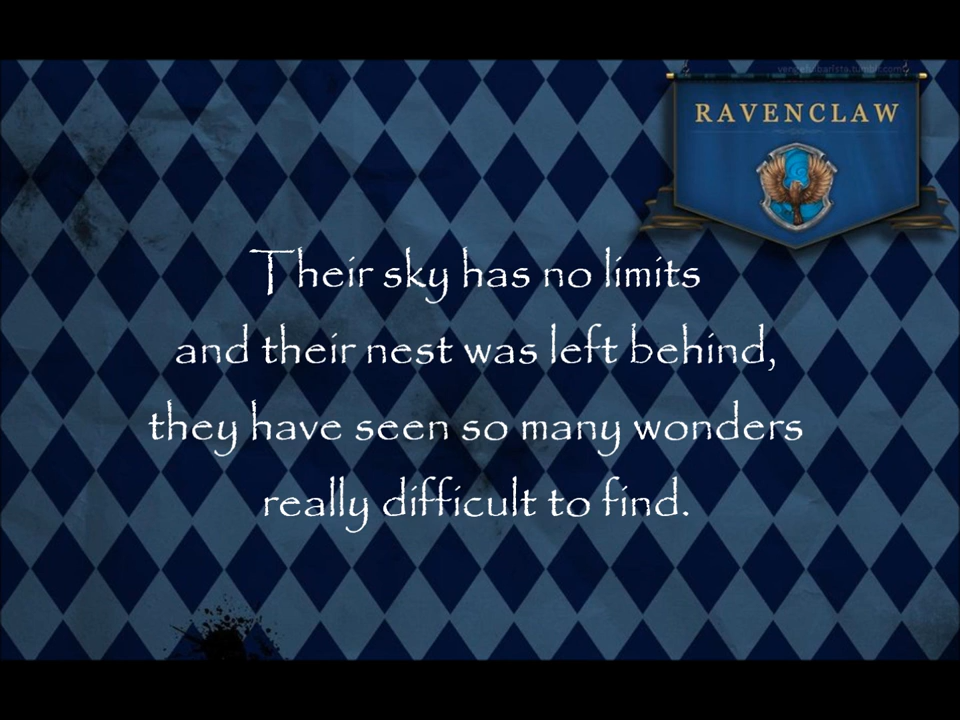 RAVENCLAW
Their sky has no limits
and their nest was left behind,
they have seen so many wonders
really difficult to find.